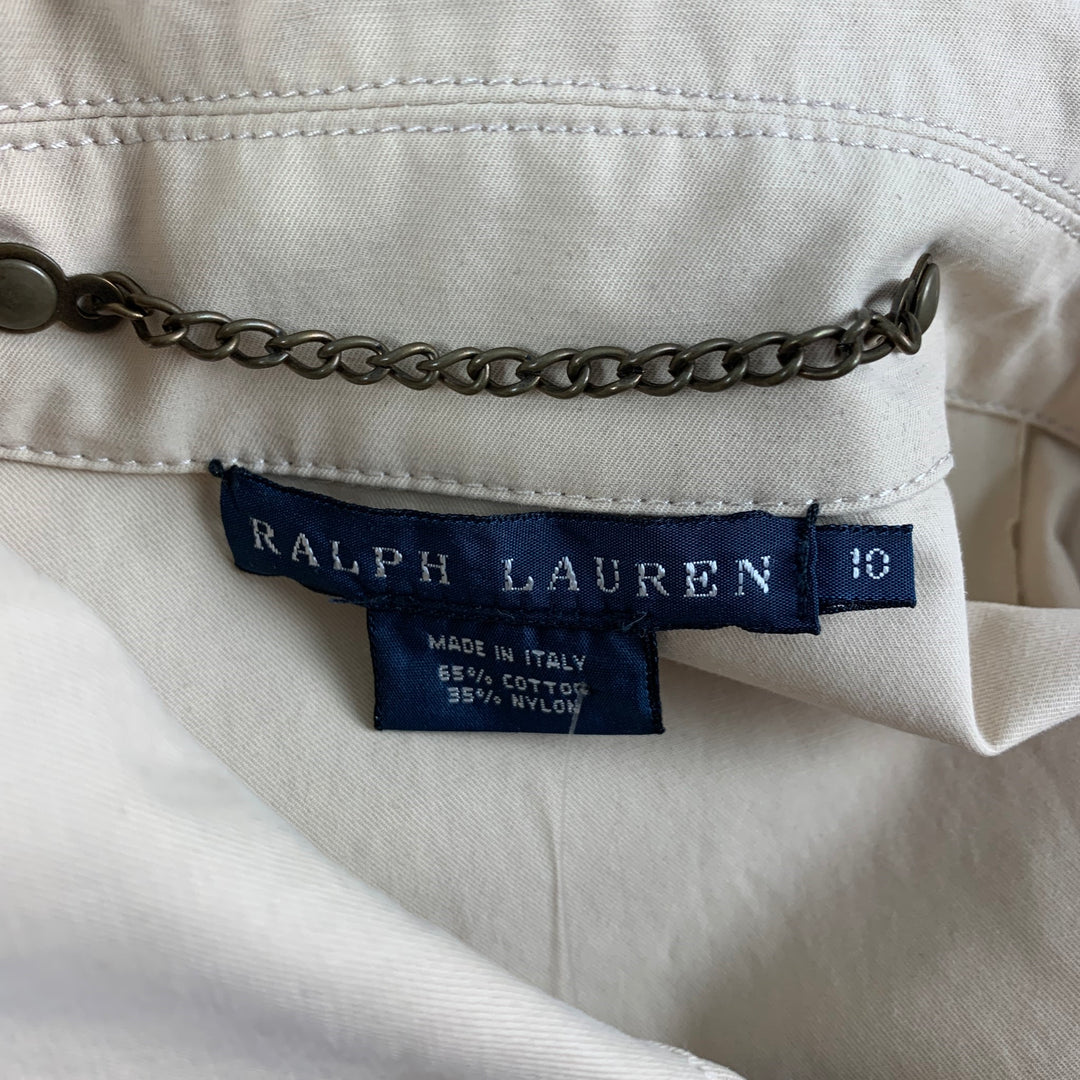 RALPH LAUREN
10
MADE IN ITALY
65% COTTON
35% NYLON